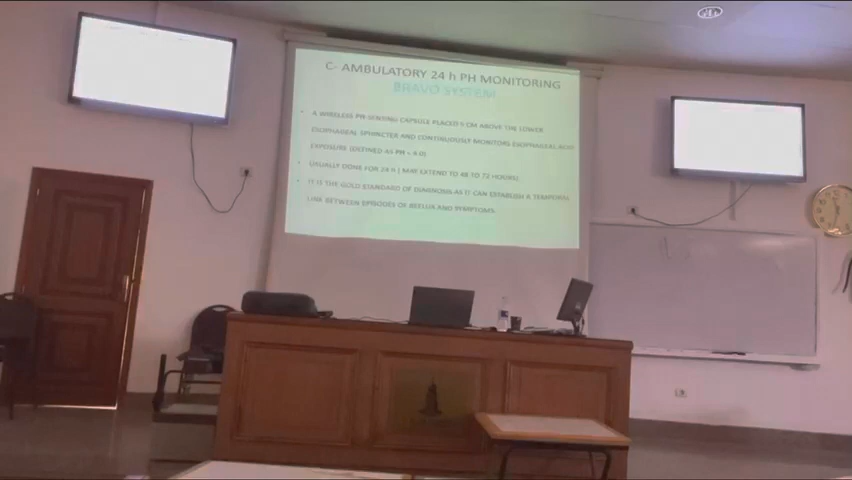 C- AMBULATORY 24 h PH MONITORING
BRAVO SYSTEM
• A WIRELESS PH-SENSING CAPSULE PLACED 5 CM ABOVE THE LOWER
ESOPHAGEAL SPHINCTER AND CONTINUOUSLY MONITORS ESOPHAGEAL ACID
EXPOSURE (DEFINED AS PH < 4.0)
• USUALLY DONE FOR 24 h ( MAY EXTEND TO 48 TO 72 HOURS)
• IT IS THE GOLD STANDARD OF DIAGNOSIS AS IT CAN ESTABLISH A TEMPORAL
LINK BETWEEN EPISODES OF REFLUX AND SYMPTOMS.